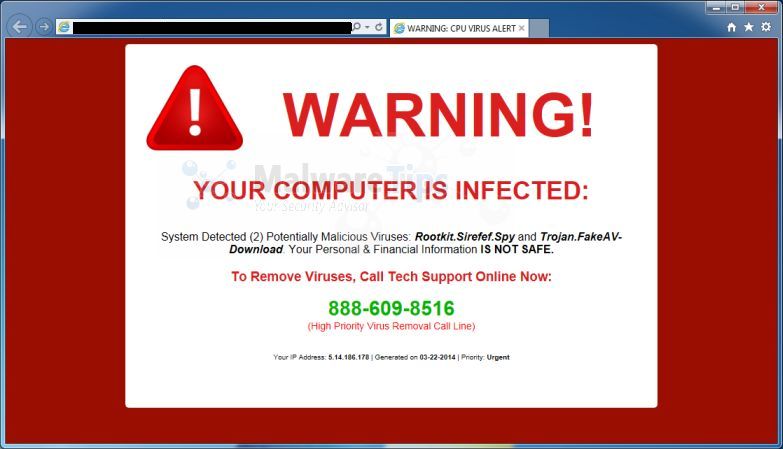 WARNING: CPU VIRUS ALERT
WARNING!
MalwareTips
Your Security Advisor
YOUR COMPUTER IS INFECTED:
System Detected (2) Potentially Malicious Viruses: Rootkit.Sirefef.Spy and Trojan.FakeAV-
Download. Your Personal & Financial Information IS NOT SAFE.
To Remove Viruses, Call Tech Support Online Now:
888-609-8516
(High Priority Virus Removal Call Line)
Your IP Address: 5.14.186.178 | Generated on 03-22-2014 | Priority: Urgent